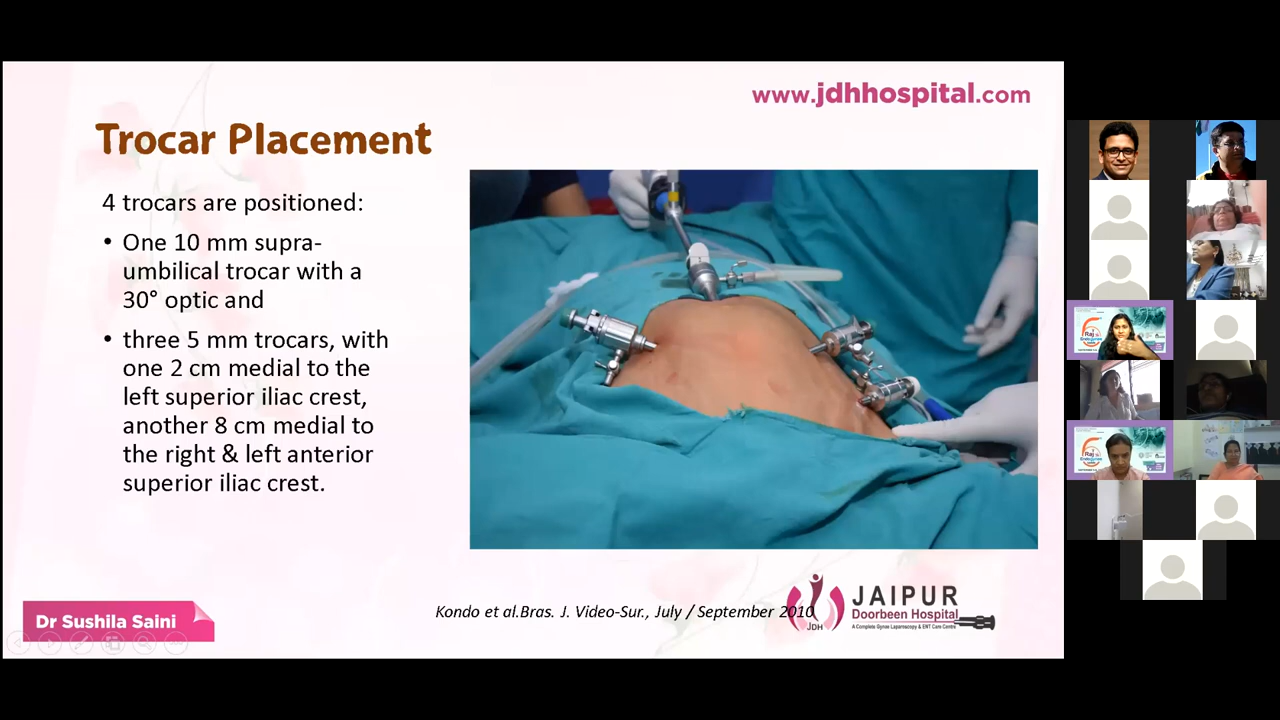 www.jdhhospital.com
Trocar Placement
4 trocars are positioned:
• One 10 mm supra-
umbilical trocar with a
30° optic and
• three 5 mm trocars, with
one 2 cm medial to the
left superior iliac crest,
another 8 cm medial to
the right & left anterior
superior iliac crest.
Kondo et al.Bras. J. Video-Sur., July / September 2010
JDH
JAIPUR
Doorbeen Hospital
A Complete Gynae Laparoscopy & ENT Care Centre
Dr Sushila Saini